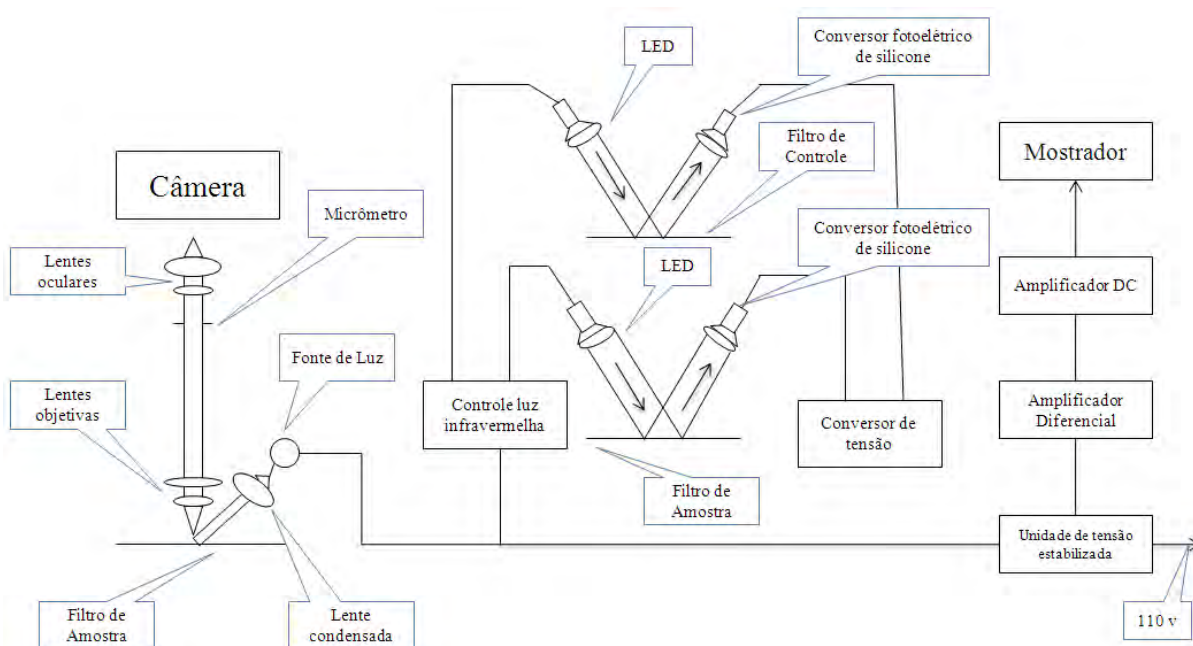 LED
Conversor fotoelétrico
de silicone
Câmera
Filtro de
Controle
Mostrador
Micrômetro
Conversor fotoelétrico
de silicone
Lentes
oculares
LED
Amplificador DC
Fonte de Luz
Lentes
objetivas
Controle luz
infravermelha
Conversor de
tensão
Amplificador
Diferencial
Filtro de
Amostra
Unidade de tensão
estabilizada
Filtro de
Amostra
Lente
condensada
110 v